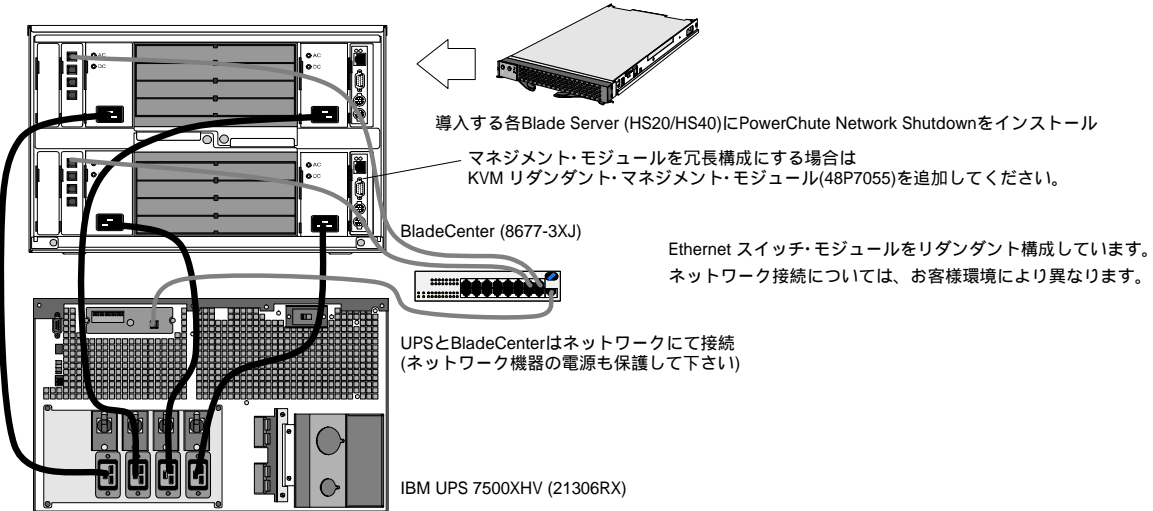 導入する各Blade Server (HS20/HS40)にPowerChute Network Shutdownをインストール
マネジメント･モジュールを冗長構成にする場合は
KVM リダンダント･マネジメント･モジュール(48P7055)を追加してください。
BladeCenter (8677-3XJ)
Ethernet スイッチ･モジュールをリダンダント構成しています。
ネットワーク接続については、お客様環境により異なります。
UPSとBladeCenterはネットワークにて接続
(ネットワーク機器の電源も保護して下さい)
IBM UPS 7500XHV (21306RX)
AC
DC
AC
DC
AC
DC